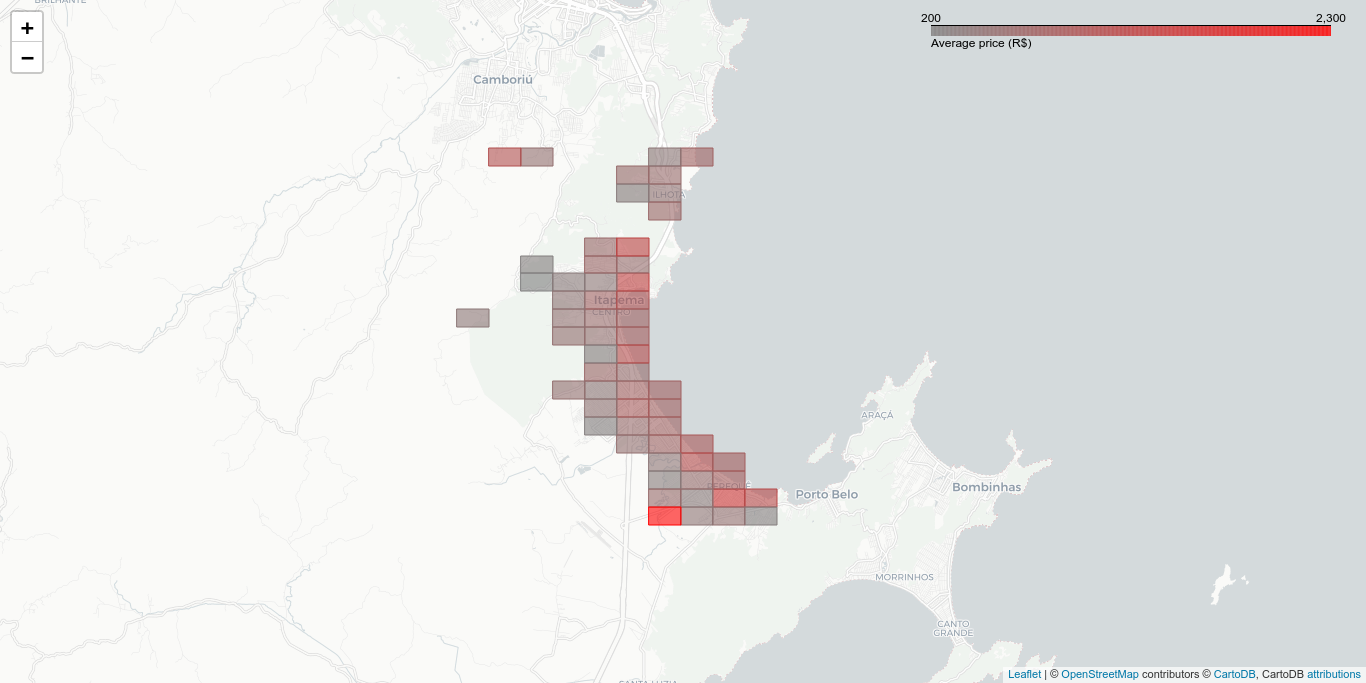 BRILHANTE
+
−
200
2,300
Average price (R$)
Camboriú
ILHOTA
Itapema
CENTRO
ARAÇÁ
PEREQUÊ
Porto Belo
Bombinhas
MORRINHOS
CANTO
GRANDE
SANTA LUZIA
Leaflet | © OpenStreetMap contributors © CartoDB, CartoDB attributions